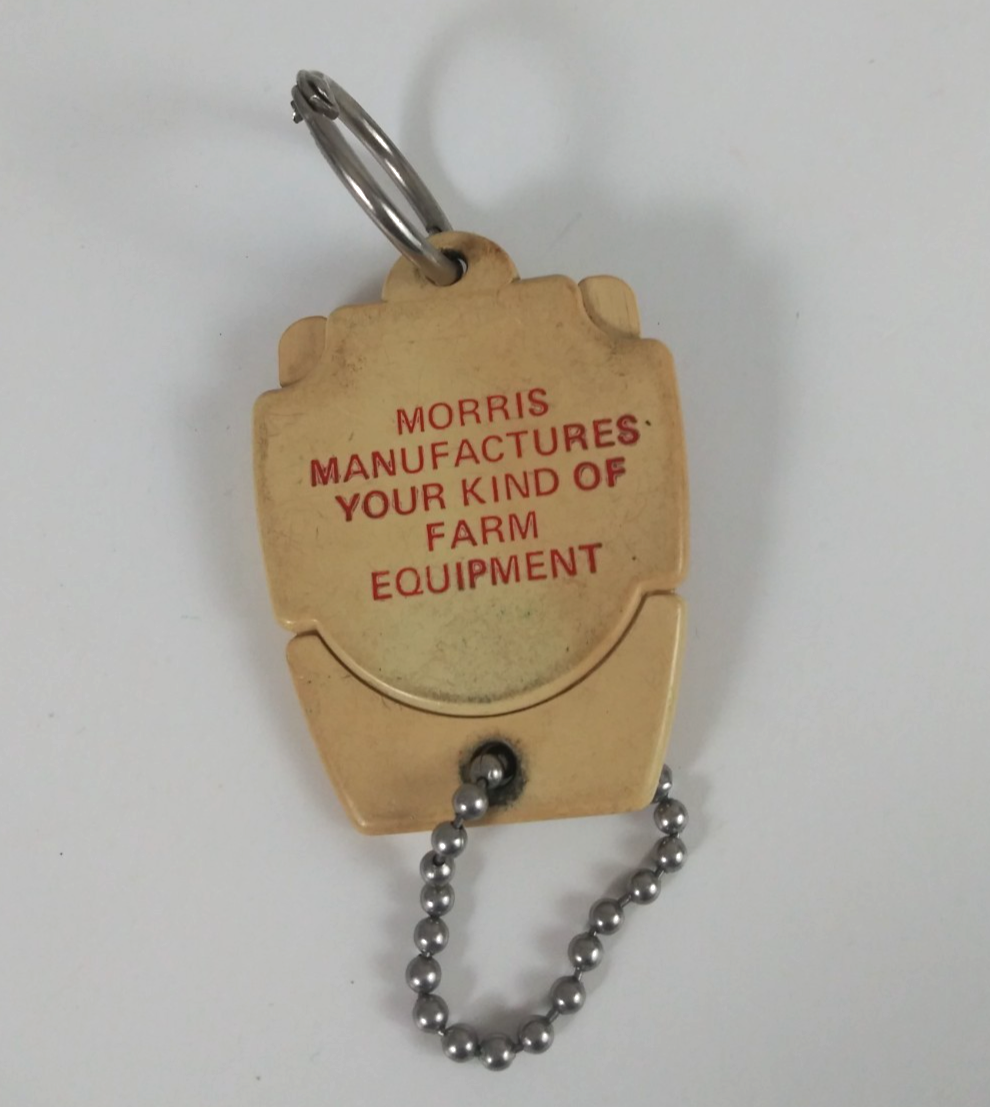 MORRIS
MANUFACTURES
YOUR KIND OF
FARM
EQUIPMENT